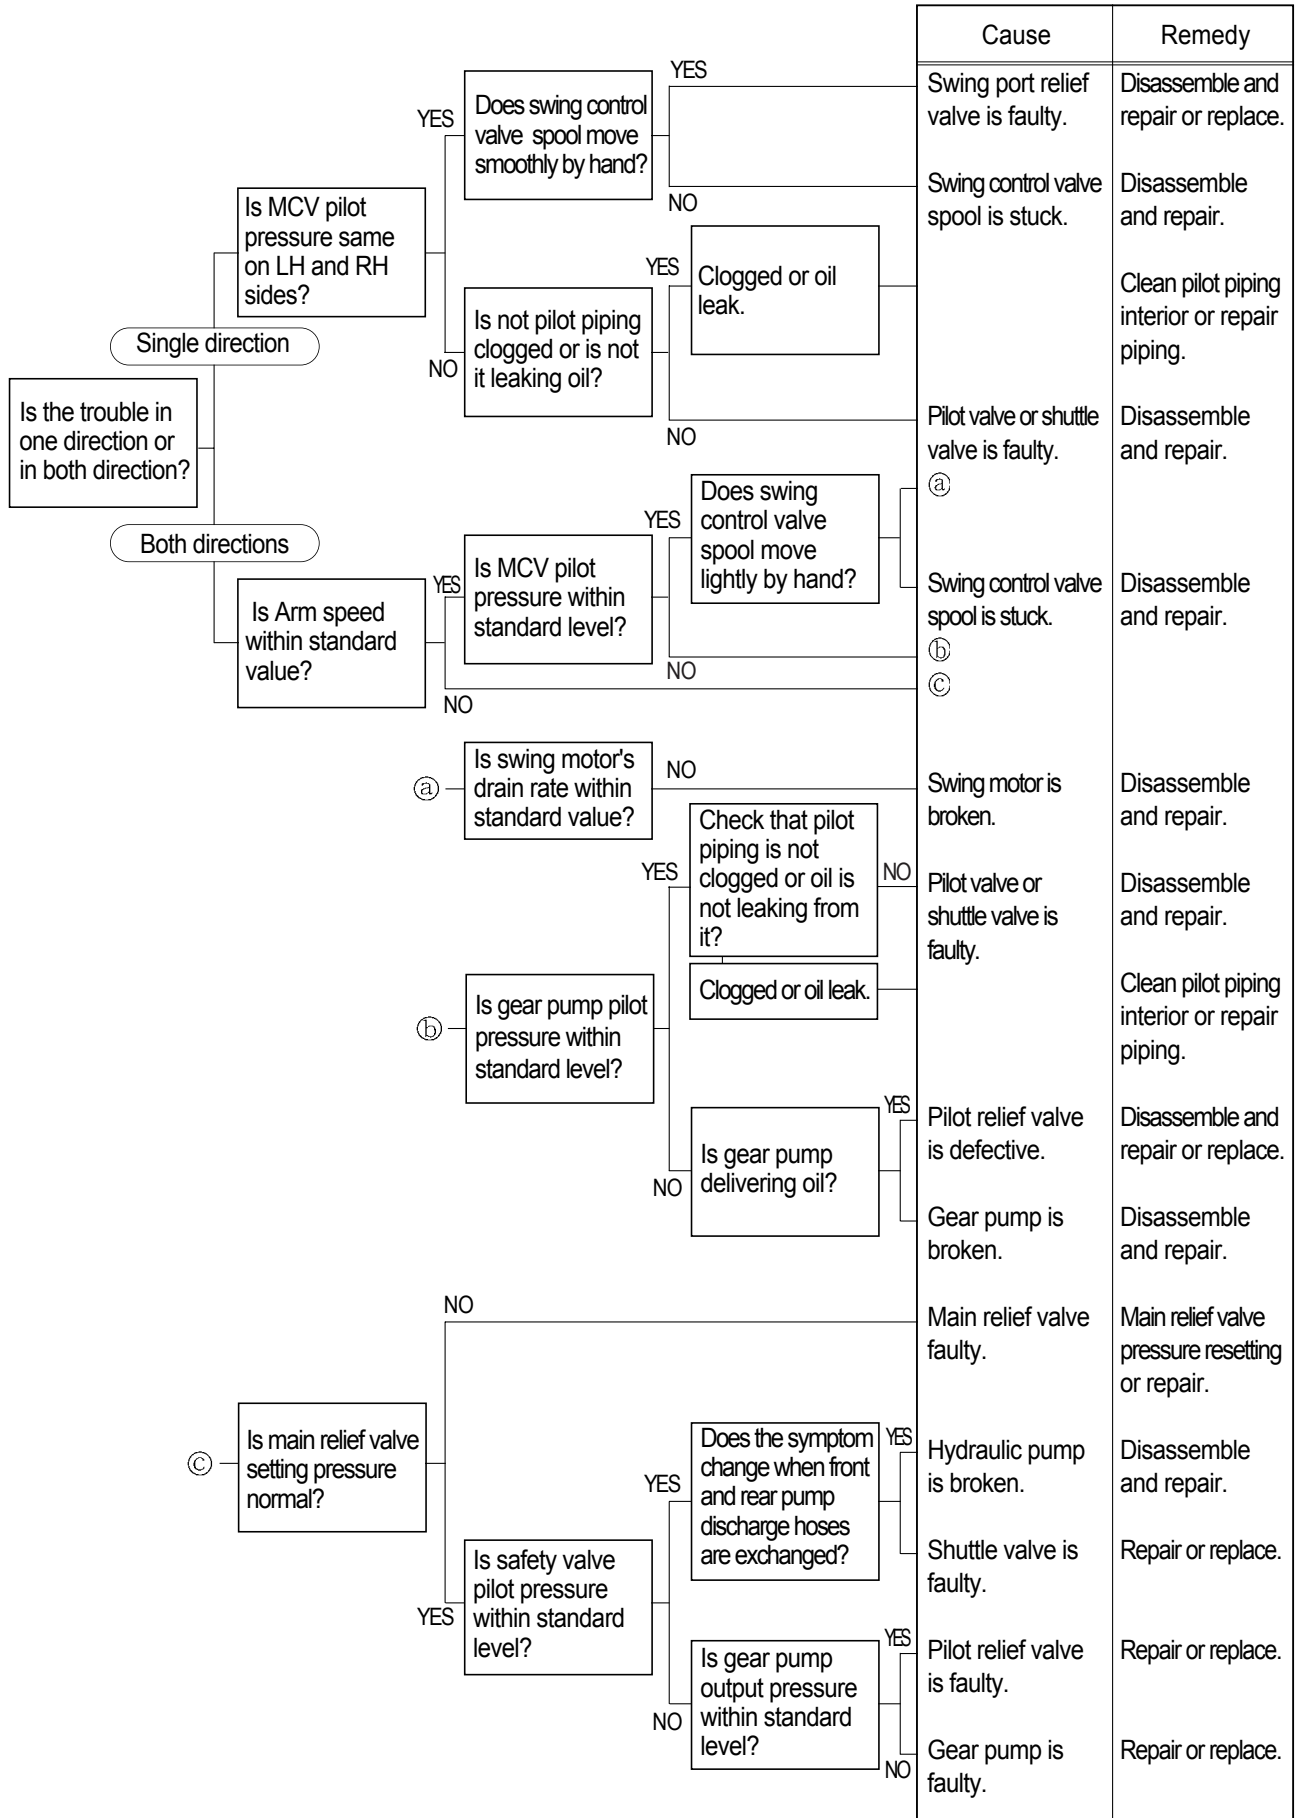 Cause
Remedy
YES
Does swing control
valve spool move
smoothly by hand?
YES
NO
Swing port relief
valve is faulty.
Disassemble and
repair or replace.
Swing control valve
spool is stuck.
Disassemble
and repair.
Is MCV pilot
pressure same
on LH and RH
sides?
Single direction
NO
Is not pilot piping
clogged or is not
it leaking oil?
YES
Clogged or oil
leak.
Clean pilot piping
interior or repair
piping.
NO
Pilot valve or shuttle
valve is faulty.
Disassemble
and repair.
Is the trouble in
one direction or
in both direction?
Both directions
Is Arm speed
within standard
value?
YES
Is MCV pilot
pressure within
standard level?
YES
Does swing
control valve
spool move
lightly by hand?
ⓐ
Swing control valve
spool is stuck.
Disassemble
and repair.
NO
ⓑ
NO
ⓒ
ⓐ
Is swing motor's
drain rate within
standard value?
NO
Swing motor is
broken.
Disassemble
and repair.
ⓑ
Is gear pump pilot
pressure within
standard level?
YES
Check that pilot
piping is not
clogged or oil is
not leaking from
it?
NO
Pilot valve or
shuttle valve is
faulty.
Disassemble
and repair.
Clogged or oil leak.
Clean pilot piping
interior or repair
piping.
NO
Is gear pump
delivering oil?
YES
Pilot relief valve
is defective.
Disassemble and
repair or replace.
Gear pump is
broken.
Disassemble
and repair.
ⓒ
Is main relief valve
setting pressure
normal?
NO
Main relief valve
faulty.
Main relief valve
pressure resetting
or repair.
YES
Is safety valve
pilot pressure
within standard
level?
YES
Does the symptom
change when front
and rear pump
discharge hoses
are exchanged?
YES
Hydraulic pump
is broken.
Disassemble
and repair.
Shuttle valve is
faulty.
Repair or replace.
NO
Is gear pump
output pressure
within standard
level?
YES
Pilot relief valve
is faulty.
Repair or replace.
NO
Gear pump is
faulty.
Repair or replace.